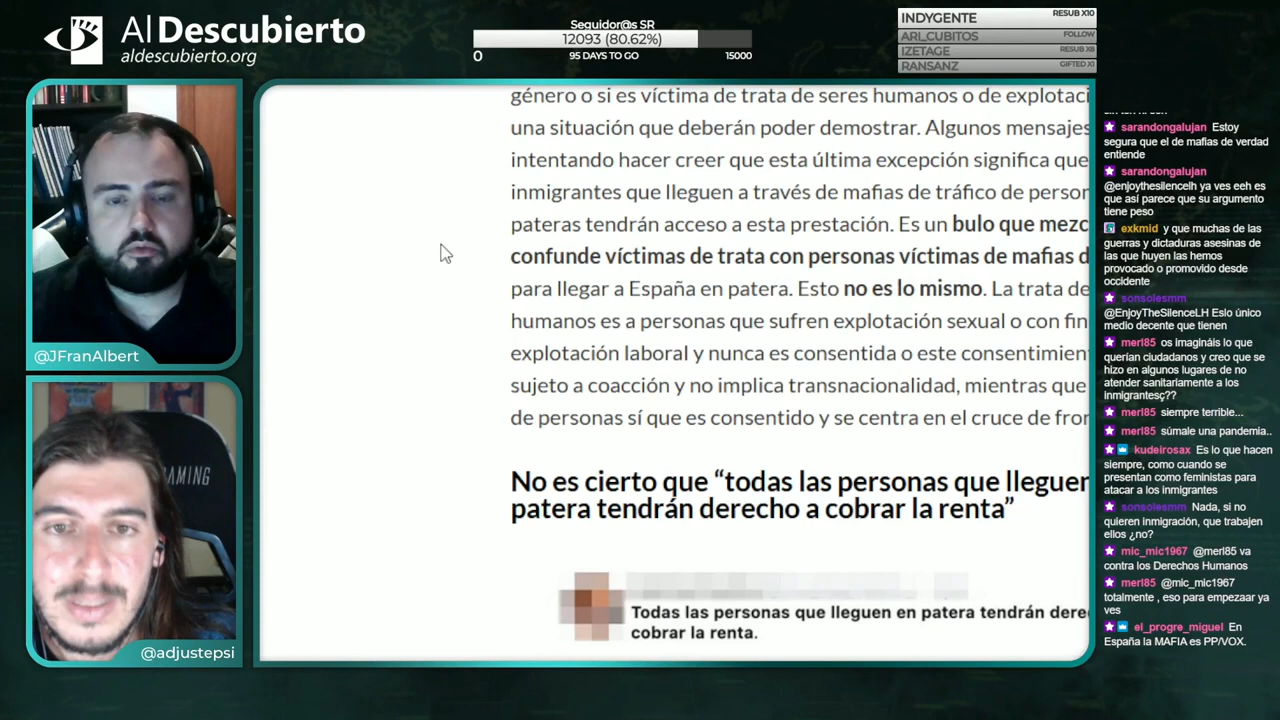 Al Descubierto
aldescubierto.org
Seguidor@s SR
12093 (80.62%)
0
95 DAYS TO GO
15000
INDYGENTE RESUB X10
ARI_CUBITOS FOLLOW
IZETAGE RESUB X8
RANSANZ GIFTED X1
@JFranAlbert
GAMING
@adjustepsi
género o si es víctima de trata de seres humanos o de explotaci
una situación que deberán poder demostrar. Algunos mensajes
intentando hacer creer que esta última excepción significa que
inmigrantes que lleguen a través de mafias de tráfico de person
pateras tendrán acceso a esta prestación. Es un bulo que mezc
confunde víctimas de trata con personas víctimas de mafias d
para llegar a España en patera. Esto no es lo mismo. La trata de
humanos es a personas que sufren explotación sexual o con fin
explotación laboral y nunca es consentida o este consentimien
sujeto a coacción y no implica transnacionalidad, mientras que
de personas sí que es consentido y se centra en el cruce de fron
No es cierto que “todas las personas que lleguen
patera tendrán derecho a cobrar la renta”
Todas las personas que lleguen en patera tendrán dere
cobrar la renta.
sarandongalujan Estoy
segura que el de mafias de verdad
entiende
sarandongalujan
@enjoythesilencelh ya ves eeh es
que así parece que su argumento
tiene peso
exkmid y que muchas de las
guerras y dictaduras asesinas de
las que huyen las hemos
provocado o promovido desde
occidente
sonsolesmm
@EnjoyTheSilenceLH Eslo único
medio decente que tienen
merl85 os imagináis lo que
querían ciudadanos y creo que se
hizo en algunos lugares de no
atender sanitariamente a los
inmigrantesç??
merl85 siempre terrible...
merl85 súmale una pandemia..
kudeirosax Es lo que hacen
siempre, como cuando se
presentan como feministas para
atacar a los inmigrantes
sonsolesmm Nada, si no
quieren inmigración, que trabajen
ellos ¿no?
mic_mic1967 @merl85 va
contra los Derechos Humanos
merl85 @mic_mic1967
totalmente , eso para empezaar ya
ves
el_progre_miguel En
España la MAFIA es PP/VOX.